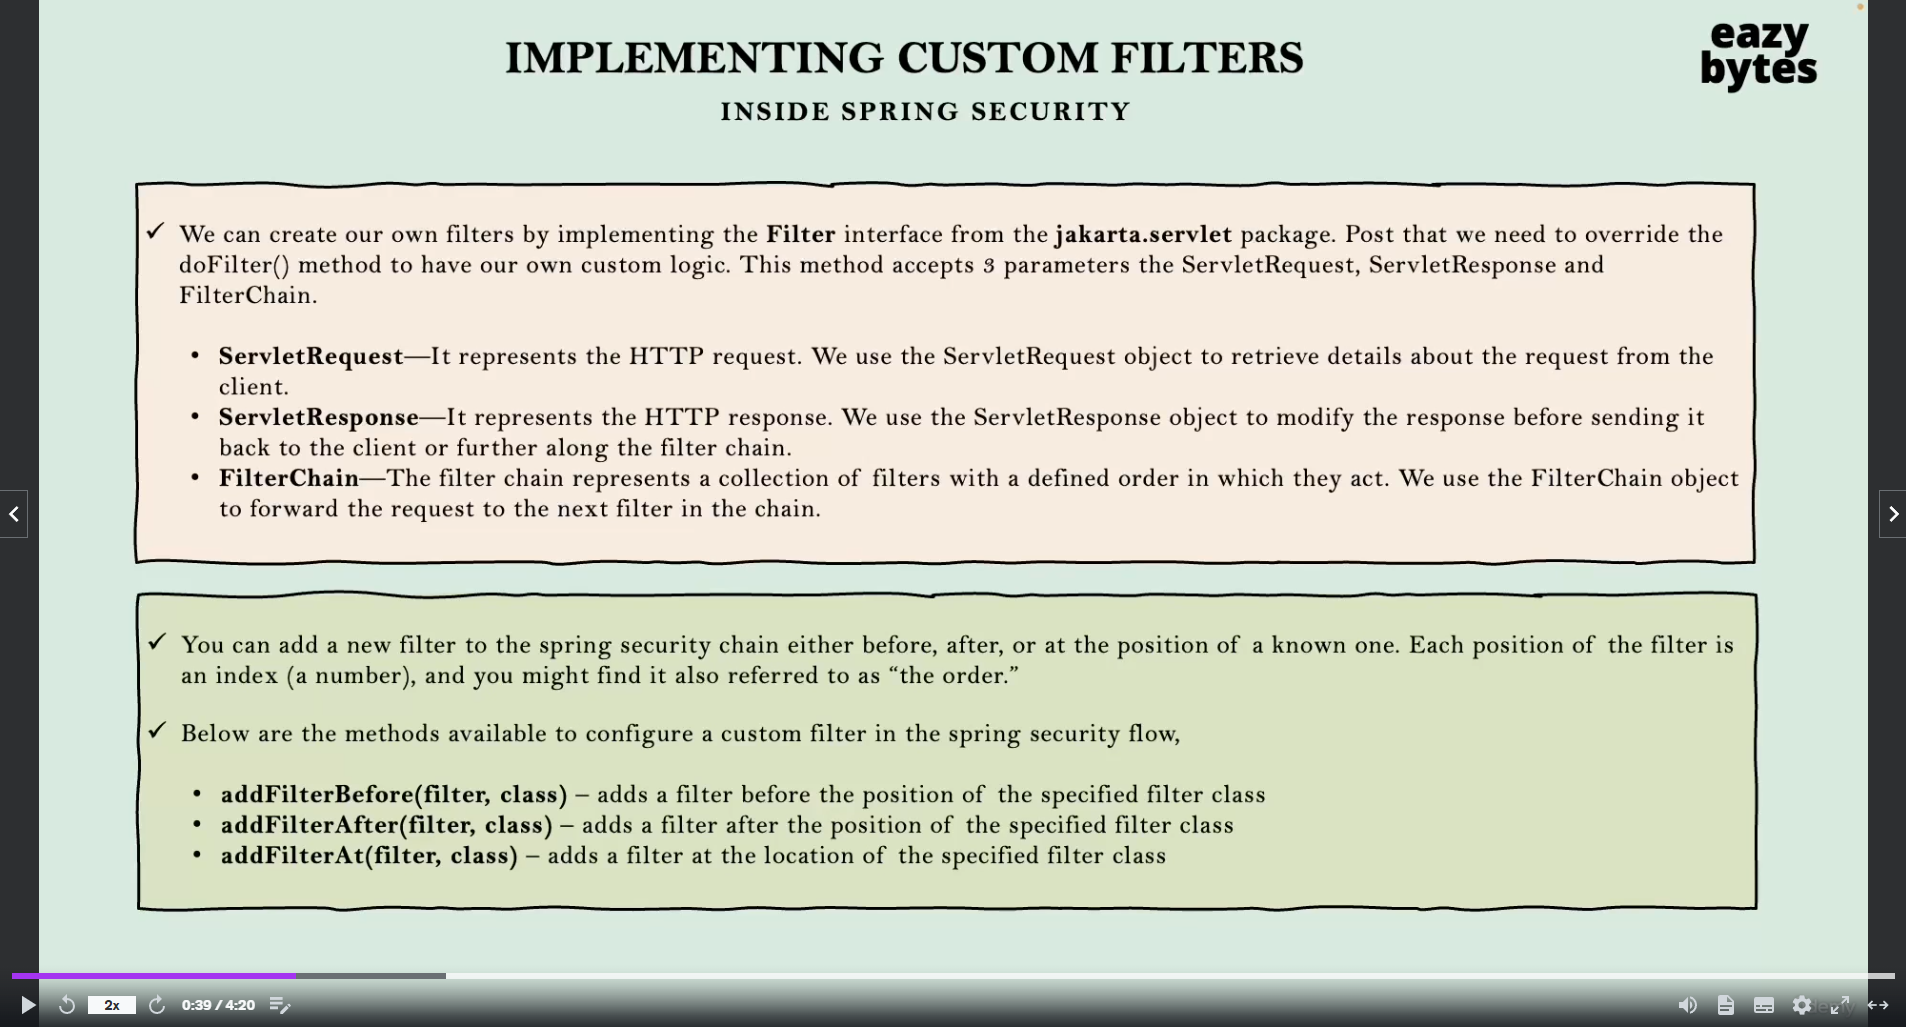 eazy
bytes
IMPLEMENTING CUSTOM FILTERS
INSIDE SPRING SECURITY
✓ We can create our own filters by implementing the Filter interface from the jakarta.servlet package. Post that we need to override the
doFilter() method to have our own custom logic. This method accepts 3 parameters the ServletRequest, ServletResponse and
FilterChain.
• ServletRequest—It represents the HTTP request. We use the ServletRequest object to retrieve details about the request from the
client.
• ServletResponse—It represents the HTTP response. We use the ServletResponse object to modify the response before sending it
back to the client or further along the filter chain.
• FilterChain—The filter chain represents a collection of filters with a defined order in which they act. We use the FilterChain object
to forward the request to the next filter in the chain.
✓ You can add a new filter to the spring security chain either before, after, or at the position of a known one. Each position of the filter is
an index (a number), and you might find it also referred to as “the order.”
✓ Below are the methods available to configure a custom filter in the spring security flow,
• addFilterBefore(filter, class) – adds a filter before the position of the specified filter class
• addFilterAfter(filter, class) – adds a filter after the position of the specified filter class
• addFilterAt(filter, class) – adds a filter at the location of the specified filter class
2x
0:39 / 4:20